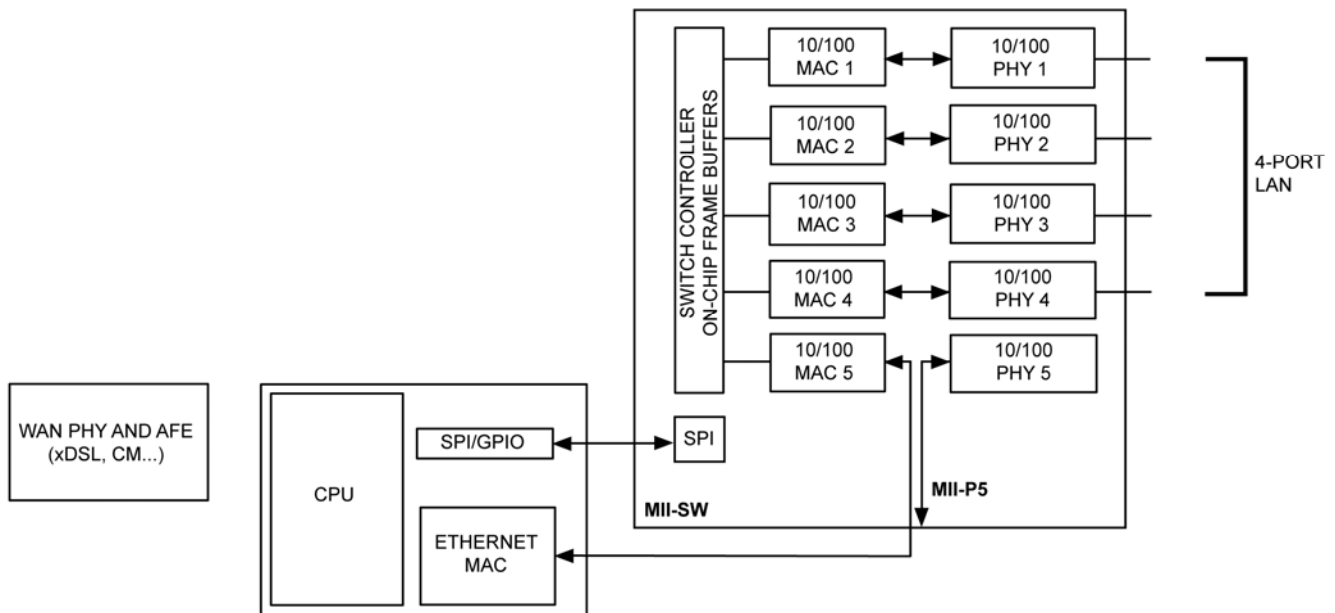 SWITCH CONTROLLER
ON-CHIP FRAME BUFFERS
10/100
MAC 1
10/100
PHY 1
10/100
MAC 2
10/100
PHY 2
10/100
MAC 3
10/100
PHY 3
10/100
MAC 4
10/100
PHY 4
10/100
MAC 5
10/100
PHY 5
4-PORT
LAN
WAN PHY AND AFE
(xDSL, CM...)
CPU
SPI/GPIO
ETHERNET
MAC
SPI
MII-SW
MII-P5